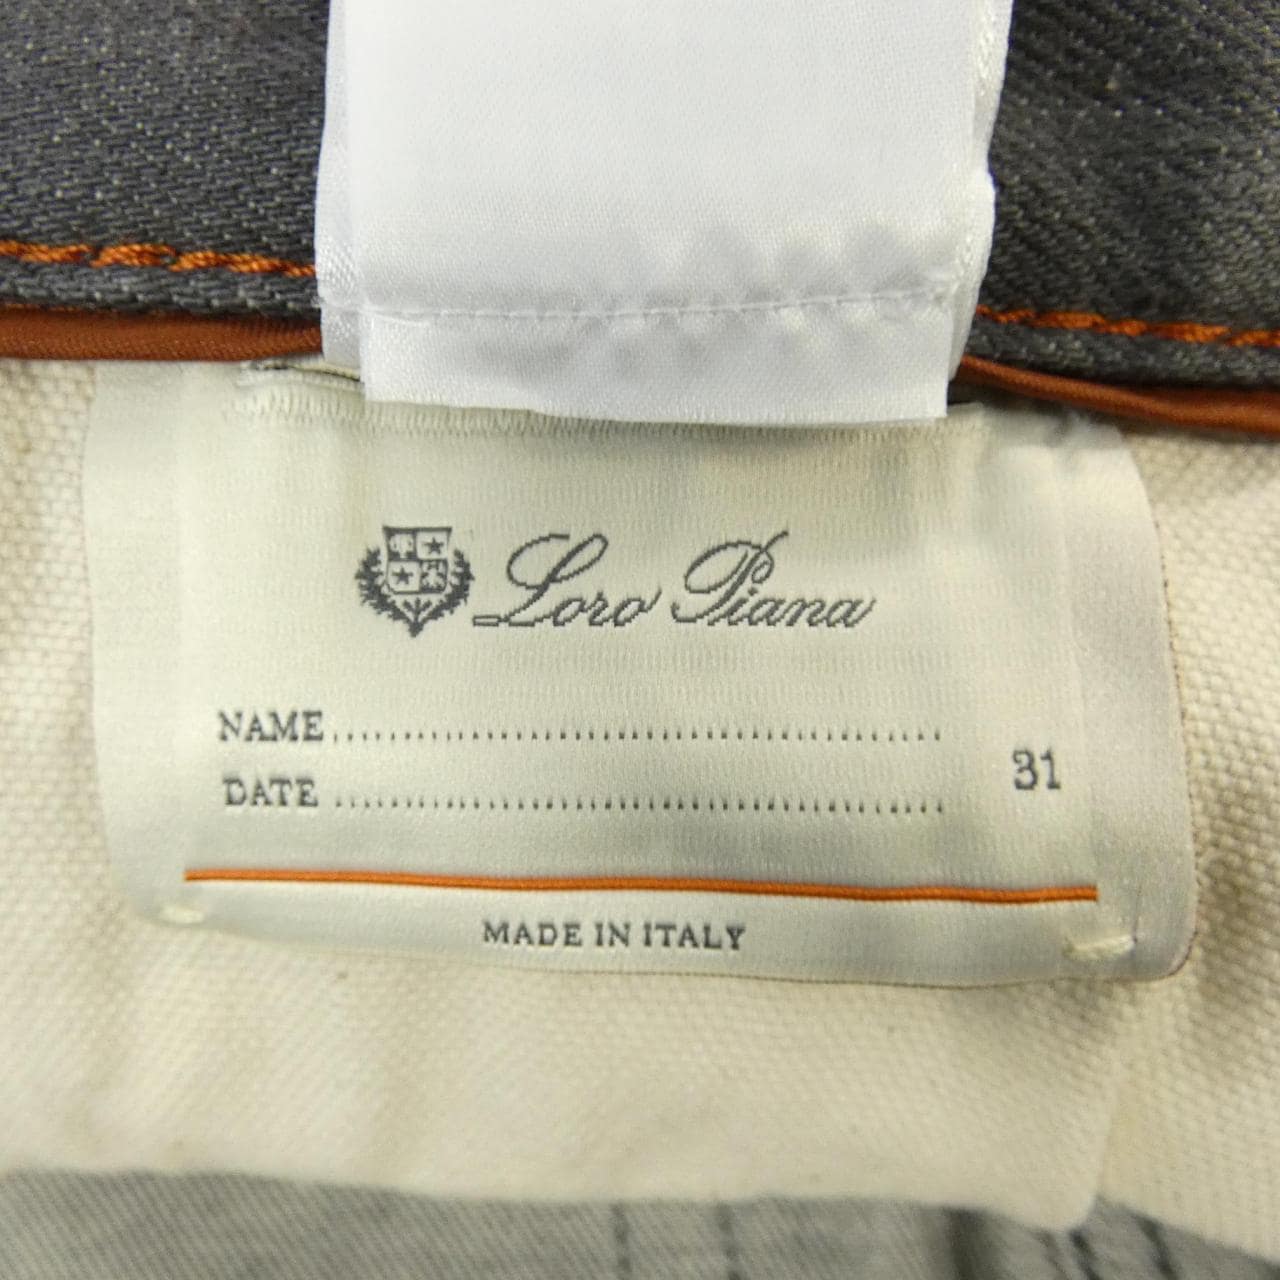 Loro Piana
NAME........................................
DATE........................................
31
MADE IN ITALY